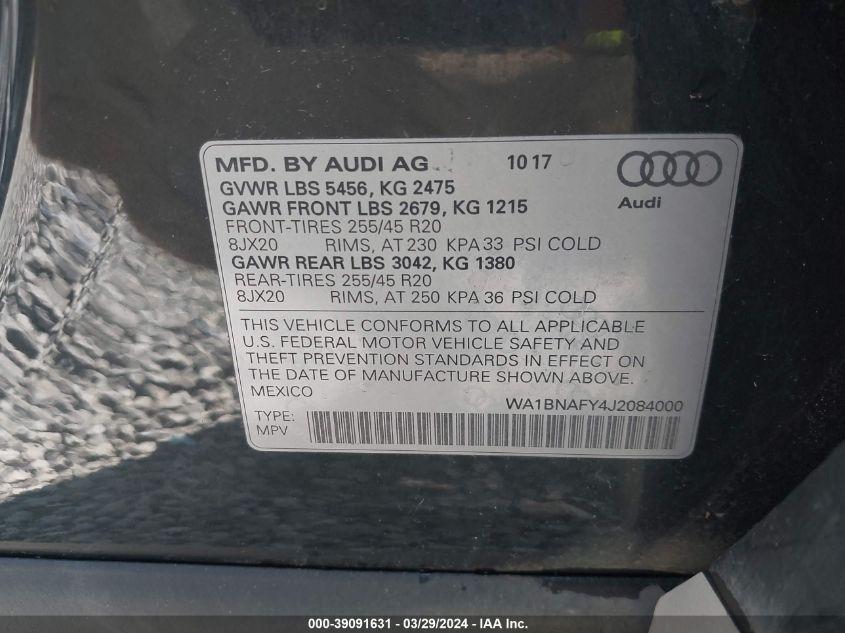 MFD. BY AUDI AG 10 17
GVWR LBS 5456, KG 2475
GAWR FRONT LBS 2679, KG 1215
FRONT-TIRES 255/45 R20
8JX20 RIMS, AT 230 KPA 33 PSI COLD
GAWR REAR LBS 3042, KG 1380
REAR-TIRES 255/45 R20
8JX20 RIMS, AT 250 KPA 36 PSI COLD
Audi
THIS VEHICLE CONFORMS TO ALL APPLICABLE
U.S. FEDERAL MOTOR VEHICLE SAFETY AND
THEFT PREVENTION STANDARDS IN EFFECT ON
THE DATE OF MANUFACTURE SHOWN ABOVE.
MEXICO
WA1BNAFY4J2084000
TYPE:
MPV
000-39091631 - 03/29/2024 - IAA Inc.